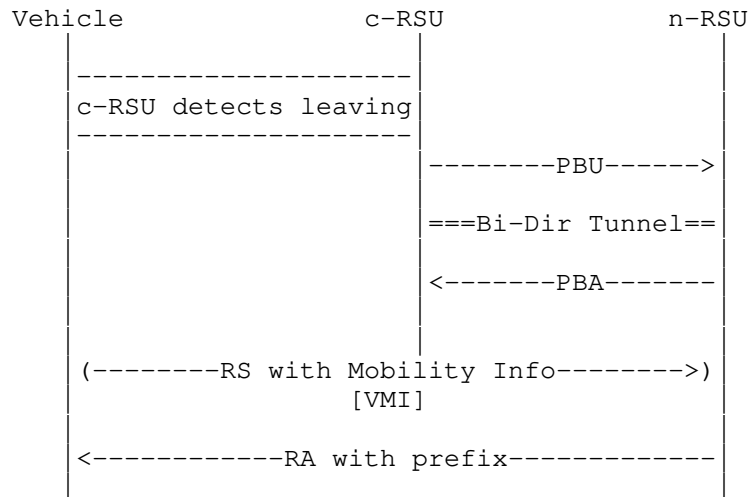 Vehicle c-RSU n-RSU
c-RSU detects leaving
PBU
Bi-Dir Tunnel
PBA
RS with Mobility Info
[VMI]
RA with prefix